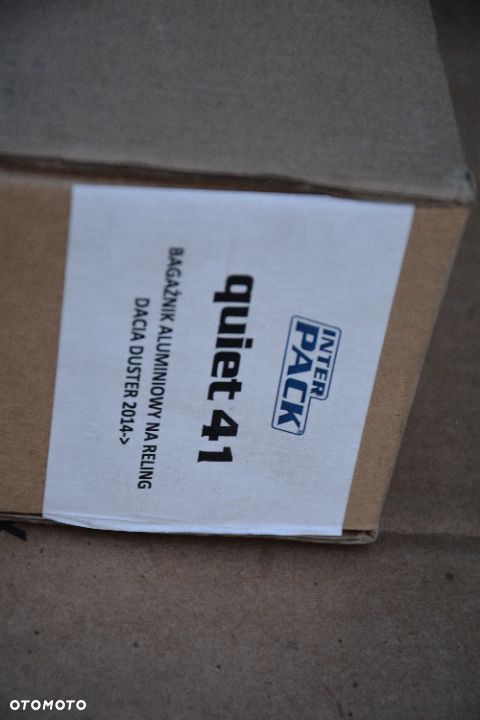 INTER
PACK
quiet 41
BAGAŻNIK ALUMINIOWY NA RELING
DACIA DUSTER 2014->
OTOMOTO